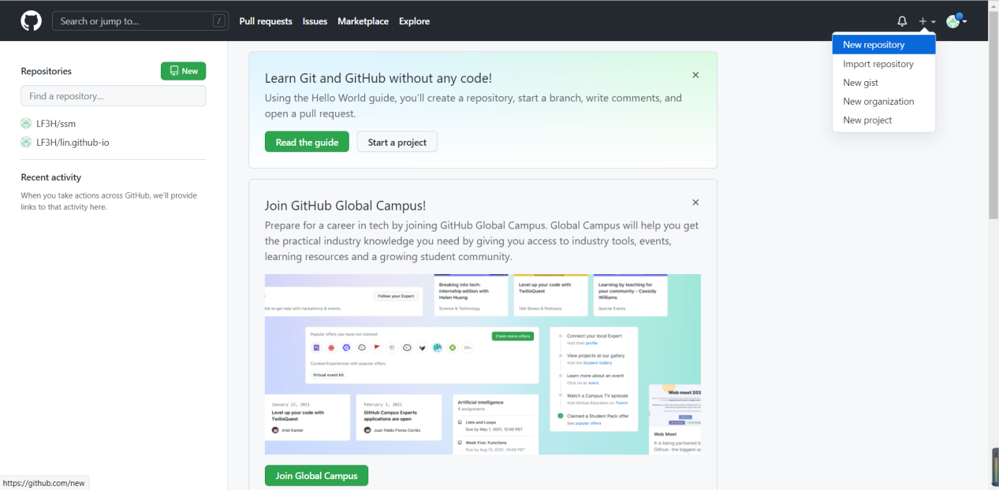 Search or jump to...
/
Pull requests
Issues
Marketplace
Explore
New repository
Import repository
New gist
New organization
New project
Repositories
New
Find a repository...
LF3H/ssm
LF3H/lin.github-io
Recent activity
When you take actions across GitHub, we'll provide
links to that activity here.
Learn Git and GitHub without any code!
Using the Hello World guide, you'll create a repository, start a branch, write comments, and
open a pull request.
Read the guide
Start a project
Join GitHub Global Campus!
Prepare for a career in tech by joining GitHub Global Campus. Global Campus will help you get
the practical industry knowledge you need by giving you access to industry tools, events,
learning resources and a growing student community.
Follow your Expert
to get help with hackathons & events.
Breaking into tech:
internship edition with
Helen Huang
Science & Technology
Level up your code with
TwilioQuest
Talk Shows & Podcasts
Learning by teaching for
your community - Cassidy
Williams
Special Events
Popular offers you have not claimed:
Claim more offers
20+
Curated Experiences with popular offers:
Virtual event kit
Connect your local Expert
Visit their profile
View projects at our gallery
Visit the Student Gallery
Learn more about an event
Click on an event
Watch a Campus TV episode
Visit GitHub Education on Twitch
Claimed a Student Pack offer
See popular offers
January 22, 2021
Level up your code with
TwilioQuest
Ariel Kantor
February 1, 2021
GitHub Campus Experts
applications are open
Juan Pablo Flores Cortés
Artificial Intelligence
6 assignments
Lists and Loops
Due by May 1, 2021, 12:00 PST
Week Five: Functions
Due by Aug 15, 2021, 14:00 PST
Web meet 202
Web Meet
It is being partnered b
Github- the biggest op
Join Global Campus
https://github.com/new